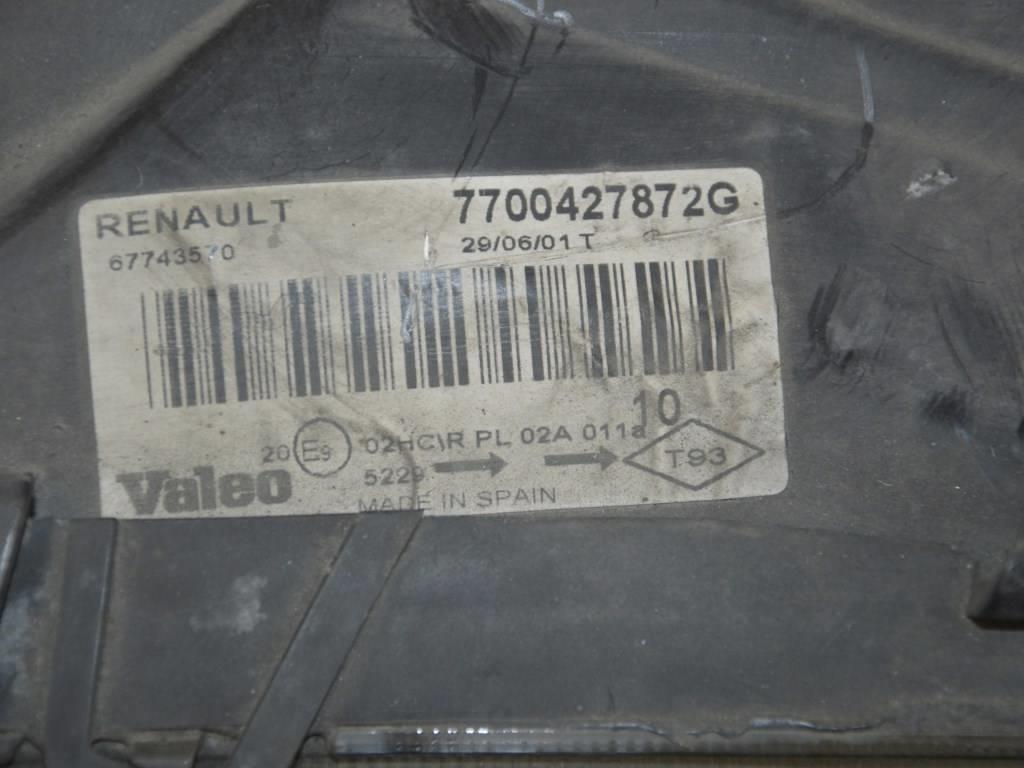 RENAULT 7700427872G
67743570 29/06/01 T
10
20 E9 02HC\R PL 02A 011a
5229 T93
Valeo
MADE IN SPAIN